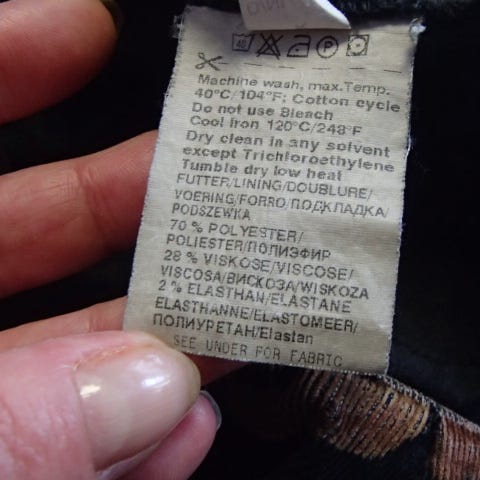 40 P
Machine wash, max.Temp.
40°C/104°F; Cotton cycle
Do not use Bleach
Cool iron 120°C/248°F
Dry clean in any solvent
except Trichloroethylene
Tumble dry low heat
FUTTER/LINING/DOUBLURE/
VOERING/FORRO/ПОДКЛАДКА/
PODSZEWKA
70 % POLYESTER/
POLIESTER/ПОЛИЭФИР
28 % VISKOSE/VISCOSE/
VISCOSA/ВИСКОЗА/WISKOZA
2 % ELASTHAN/ELASTANE
ELASTHANNE/ELASTOMEER/
ПОЛИУРЕТАН/Elastan
SEE UNDER FOR FABRIC